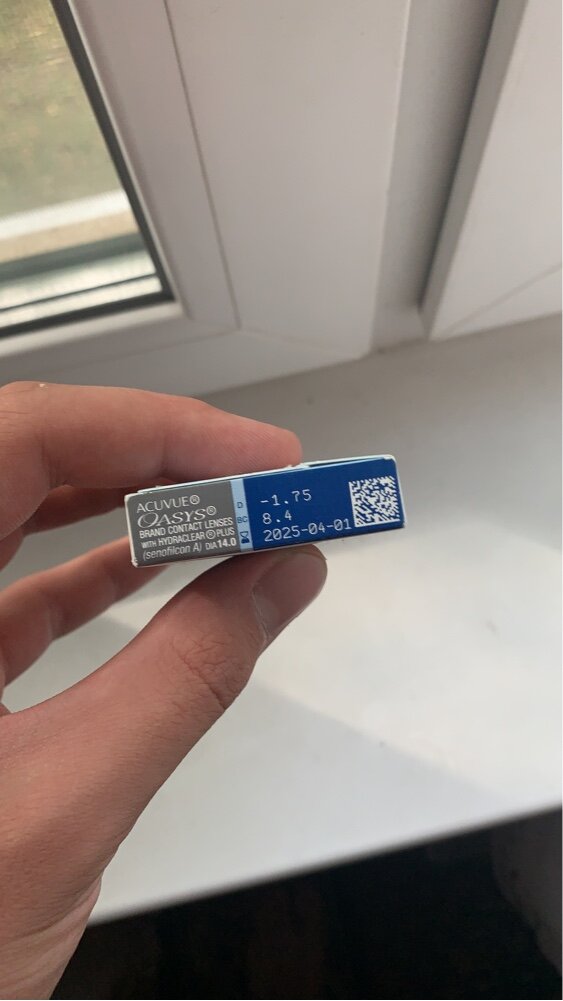 ACUVUE®
OASYS®
BRAND CONTACT LENSES
WITH HYDRACLEAR® PLUS
(senofilcon A) DIA 14.0
D -1.75
BC 8.4
2025-04-01